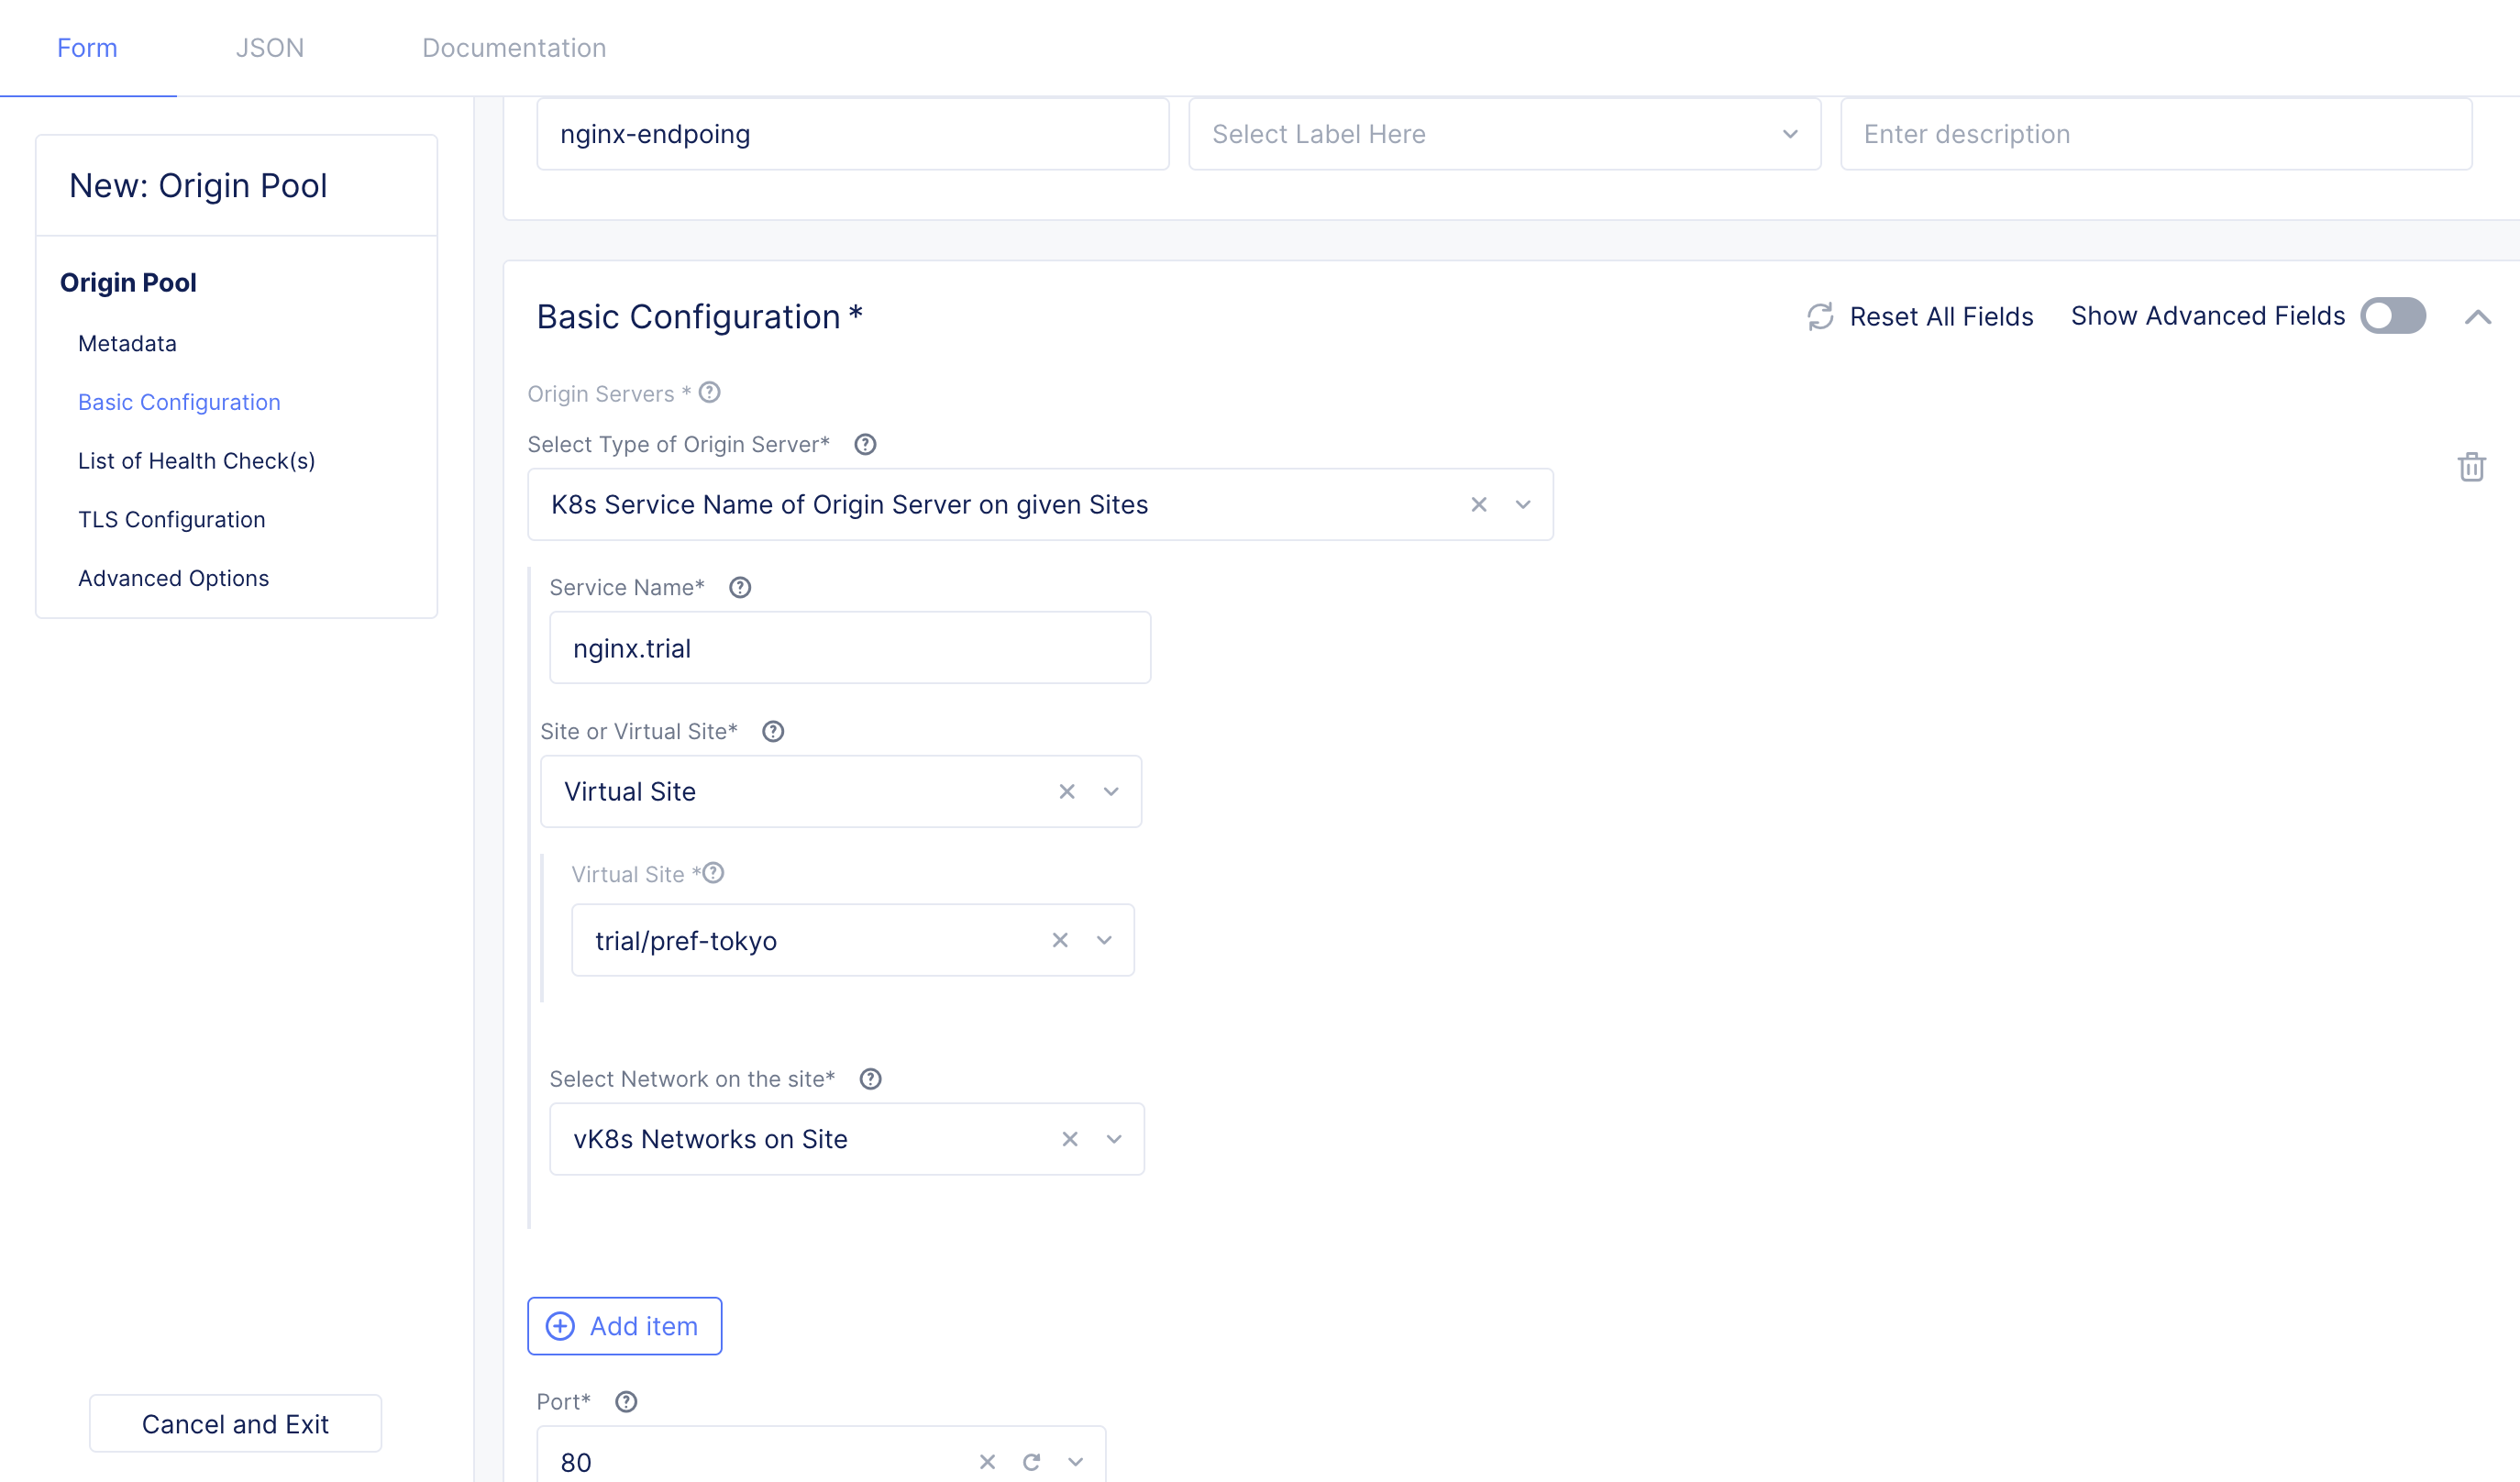 Form JSON Documentation
nginx-endpoing Select Label Here Enter description
New: Origin Pool
Origin Pool
Metadata
Basic Configuration
List of Health Check(s)
TLS Configuration
Advanced Options
Cancel and Exit
Basic Configuration * Reset All Fields Show Advanced Fields
Origin Servers *
Select Type of Origin Server*
K8s Service Name of Origin Server on given Sites
Service Name*
nginx.trial
Site or Virtual Site*
Virtual Site
Virtual Site *
trial/pref-tokyo
Select Network on the site*
vK8s Networks on Site
Add item
Port*
80